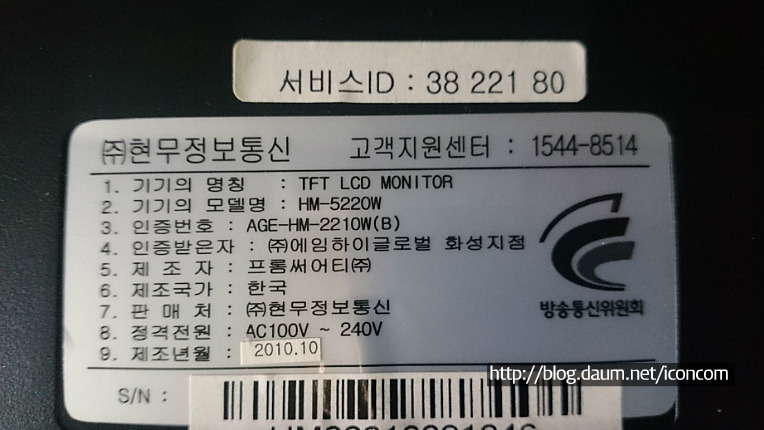 서비스ID : 38 221 80
㈜현무정보통신 고객지원센터 : 1544-8514
1. 기기의 명칭 : TFT LCD MONITOR
2. 기기의 모델명 : HM-5220W
3. 인증번호 : AGE-HM-2210W(B)
4. 인증받은자 : ㈜에임하이글로벌 화성지점
5. 제 조 자 : 프롬써어티㈜
6. 제조국가 : 한국
7. 판 매 처 : ㈜현무정보통신
8. 정격전원 : AC100V ~ 240V
9. 제조년월 : 2010.10
방송통신위원회
S/N :
http://blog.daum.net/iconcom